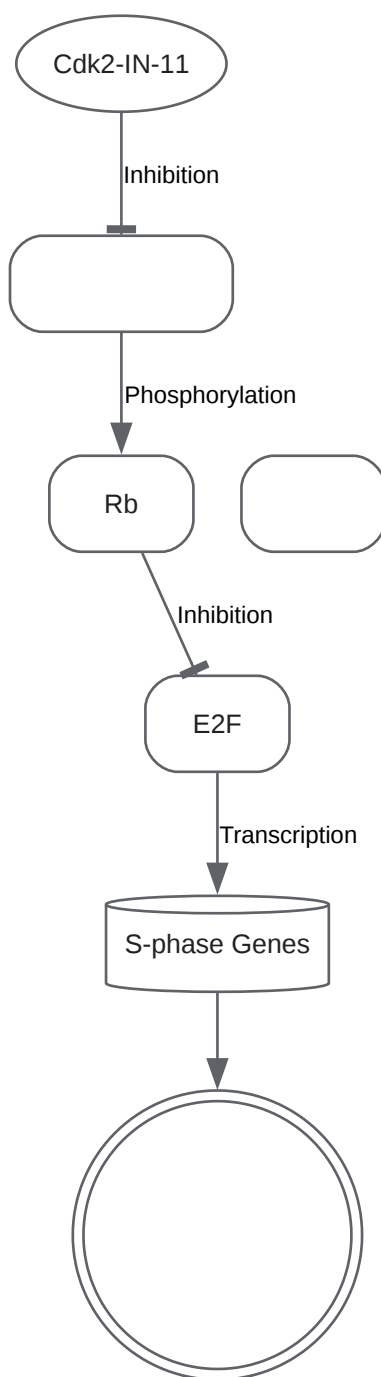 Cdk2-IN-11
Inhibition
Phosphorylation
Rb
Inhibition
E2F
Transcription
S-phase Genes